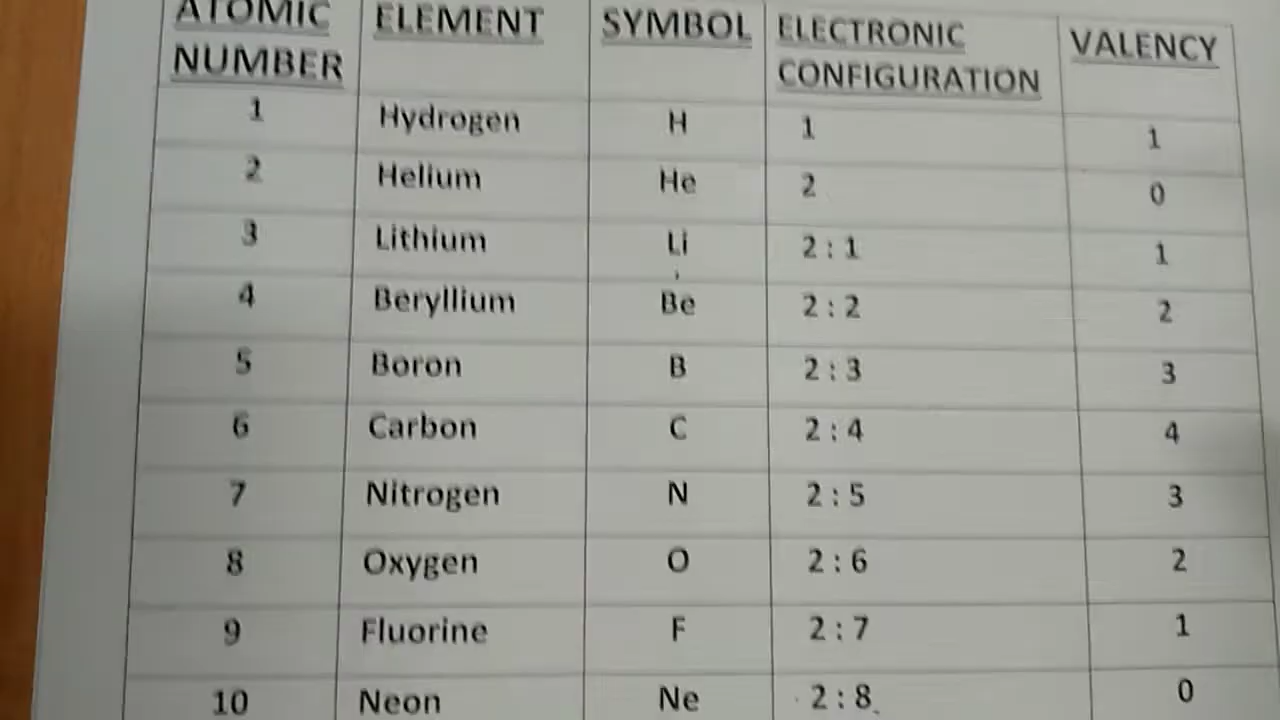 ATOMIC NUMBER ELEMENT SYMBOL ELECTRONIC CONFIGURATION VALENCY
1 Hydrogen H 1 1
2 Helium He 2 0
3 Lithium Li 2 : 1 1
4 Beryllium Be 2 : 2 2
5 Boron B 2 : 3 3
6 Carbon C 2 : 4 4
7 Nitrogen N 2 : 5 3
8 Oxygen O 2 : 6 2
9 Fluorine F 2 : 7 1
10 Neon Ne 2 : 8 0